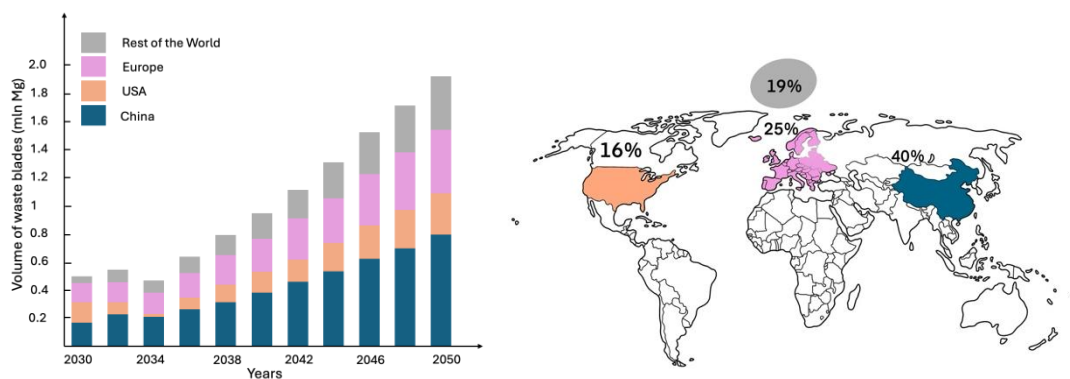 Volume of waste blades (mln Mg)
Rest of the World
Europe
USA
China
2.0
1.8
1.6
1.4
1.2
1
0.8
0.6
0.4
0.2
2030 2034 2038 2042 2046 2050
Years
19%
25%
16%
40%